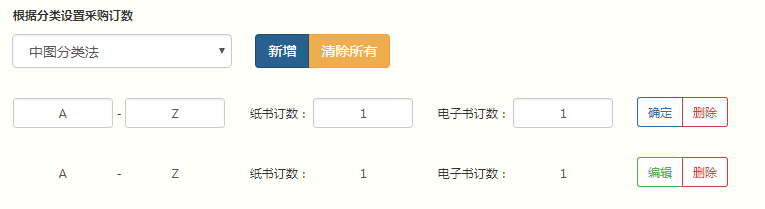 根据分类设置采购订数
中图分类法 新增 清除所有
A - Z 纸书订数： 1 电子书订数： 1 确定 删除
A - Z 纸书订数： 1 电子书订数： 1 编辑 删除